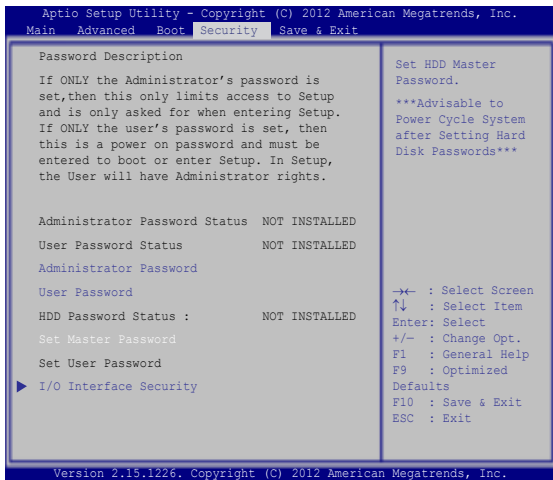 Aptio Setup Utility - Copyright (C) 2012 American Megatrends, Inc.
Main Advanced Boot Security Save & Exit
Password Description
If ONLY the Administrator's password is
set,then this only limits access to Setup
and is only asked for when entering Setup.
If ONLY the user's password is set, then
this is a power on password and must be
entered to boot or enter Setup. In Setup,
the User will have Administrator rights.
Administrator Password Status NOT INSTALLED
User Password Status NOT INSTALLED
Administrator Password
User Password
HDD Password Status : NOT INSTALLED
Set Master Password
Set User Password
I/O Interface Security
Set HDD Master
Password.
***Advisable to
Power Cycle System
after Setting Hard
Disk Passwords***
→← : Select Screen
↑↓ : Select Item
Enter: Select
+/— : Change Opt.
F1 : General Help
F9 : Optimized
Defaults
F10 : Save & Exit
ESC : Exit
Version 2.15.1226. Copyright (C) 2012 American Megatrends, Inc.